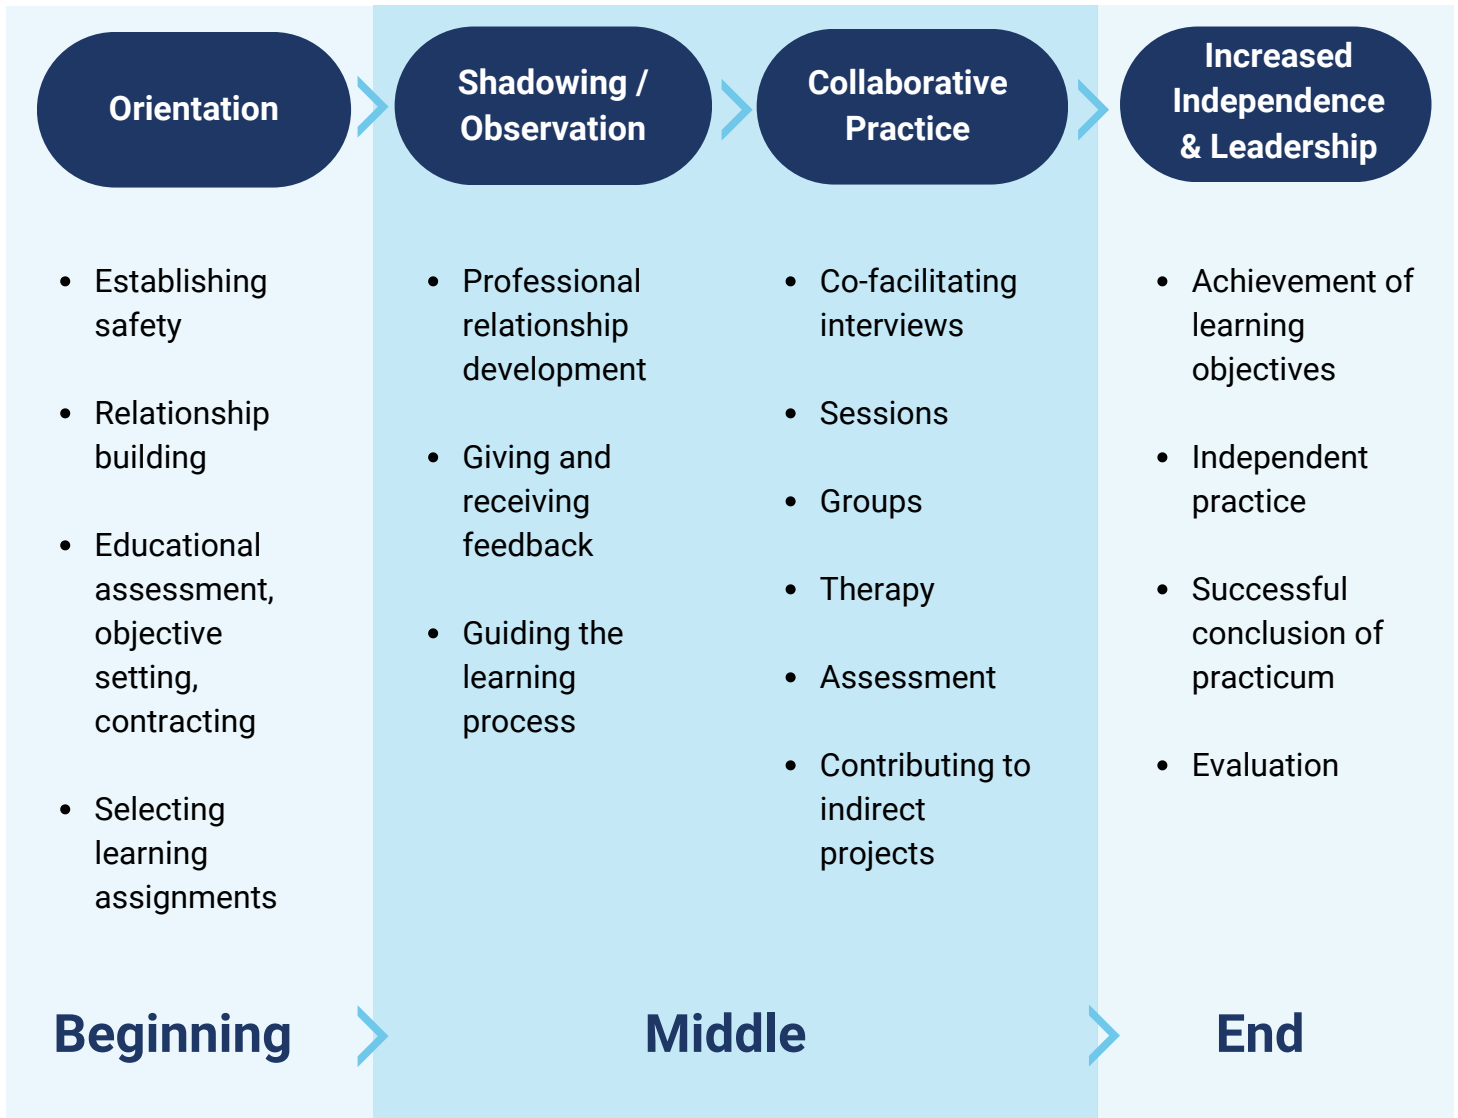 Orientation
Shadowing /
Observation
Collaborative
Practice
Increased
Independence
& Leadership
• Establishing
safety
• Relationship
building
• Educational
assessment,
objective
setting,
contracting
• Selecting
learning
assignments
• Professional
relationship
development
• Giving and
receiving
feedback
• Guiding the
learning
process
• Co-facilitating
interviews
• Sessions
• Groups
• Therapy
• Assessment
• Contributing to
indirect
projects
• Achievement of
learning
objectives
• Independent
practice
• Successful
conclusion of
practicum
• Evaluation
Beginning
Middle
End